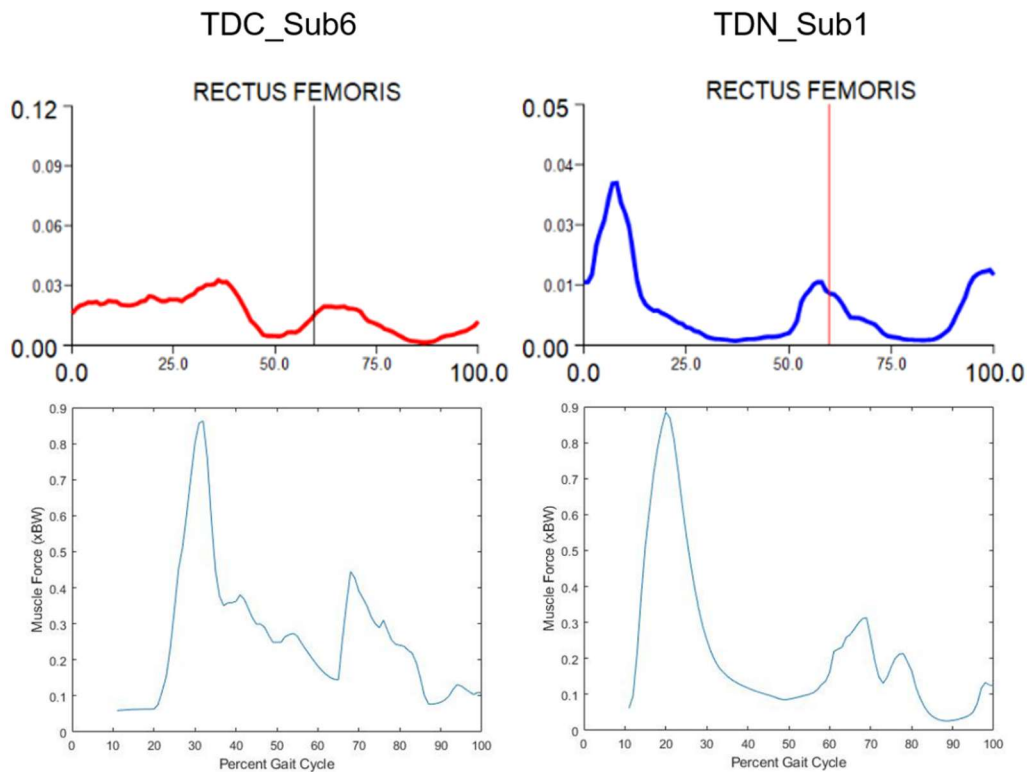 TDC_Sub6
TDN_Sub1
RECTUS FEMORIS
0.12
0.09
0.06
0.03
0.00
0.0 25.0 50.0 75.0 100.0
RECTUS FEMORIS
0.05
0.04
0.03
0.01
0.00
0.0 25.0 50.0 75.0 100.0
Muscle Force (xBW)
0.9
0.8
0.7
0.6
0.5
0.4
0.3
0.2
0.1
0
0 10 20 30 40 50 60 70 80 90 100
Percent Gait Cycle
Muscle Force (xBW)
0.9
0.8
0.7
0.6
0.5
0.4
0.3
0.2
0.1
0
0 10 20 30 40 50 60 70 80 90 100
Percent Gait Cycle